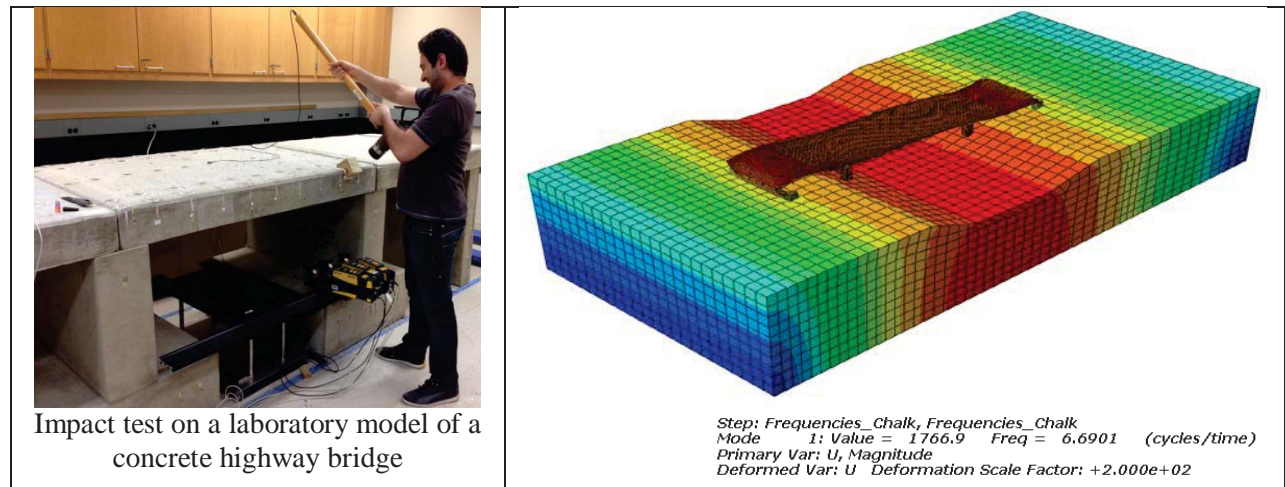 Impact test on a laboratory model of a
concrete highway bridge
Step: Frequencies_Chalk, Frequencies_Chalk
Mode 1: Value = 1766.9 Freq = 6.6901 (cycles/time)
Primary Var: U, Magnitude
Deformed Var: U Deformation Scale Factor: +2.000e+02